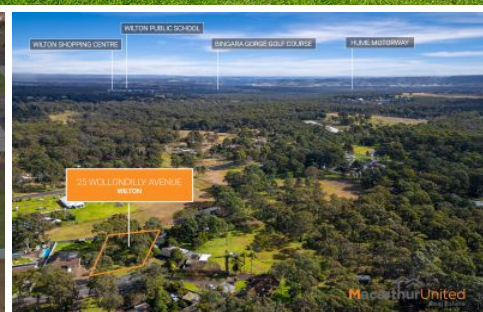 WILTON PUBLIC SCHOOL
WILTON SHOPPING CENTRE
BINGARA GORGE GOLF COURSE
HUME MOTORWAY
25 WOLLONDILLY AVENUE
WILTON
MacarthurUnited